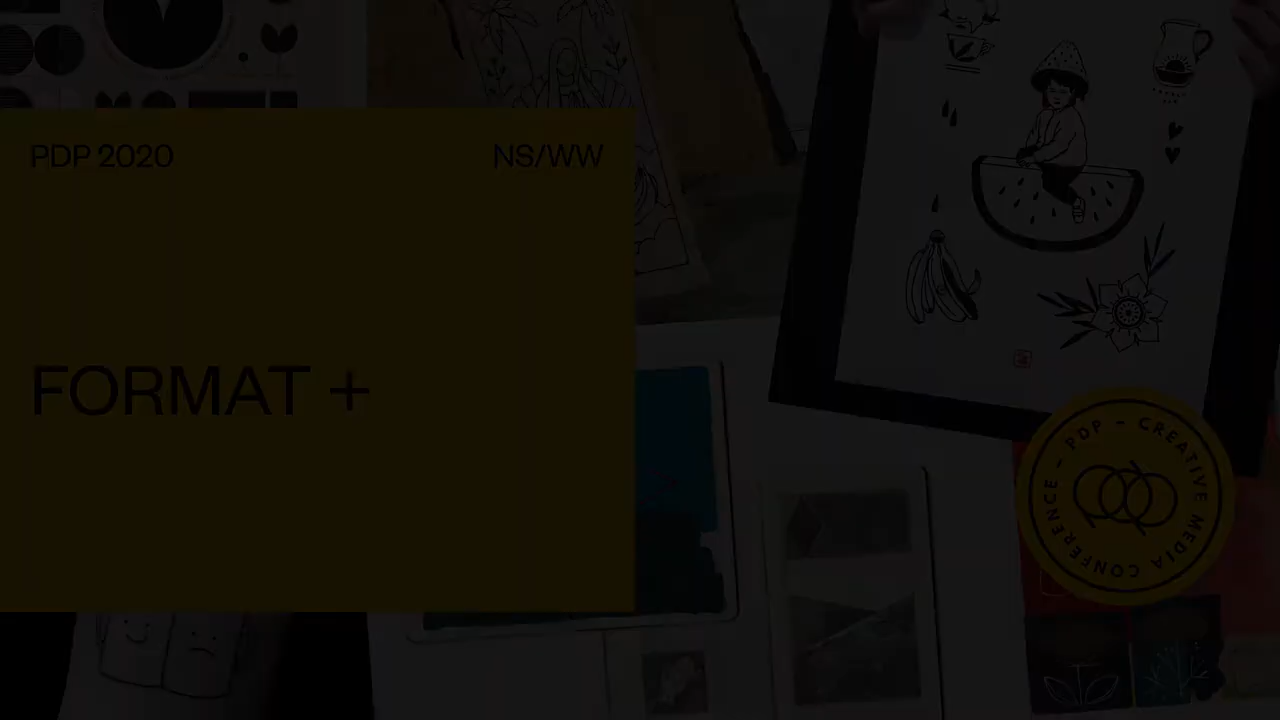 PDP 2020
NS/WW
FORMAT +
PDP – CREATIVE MEDIA CONFERENCE –